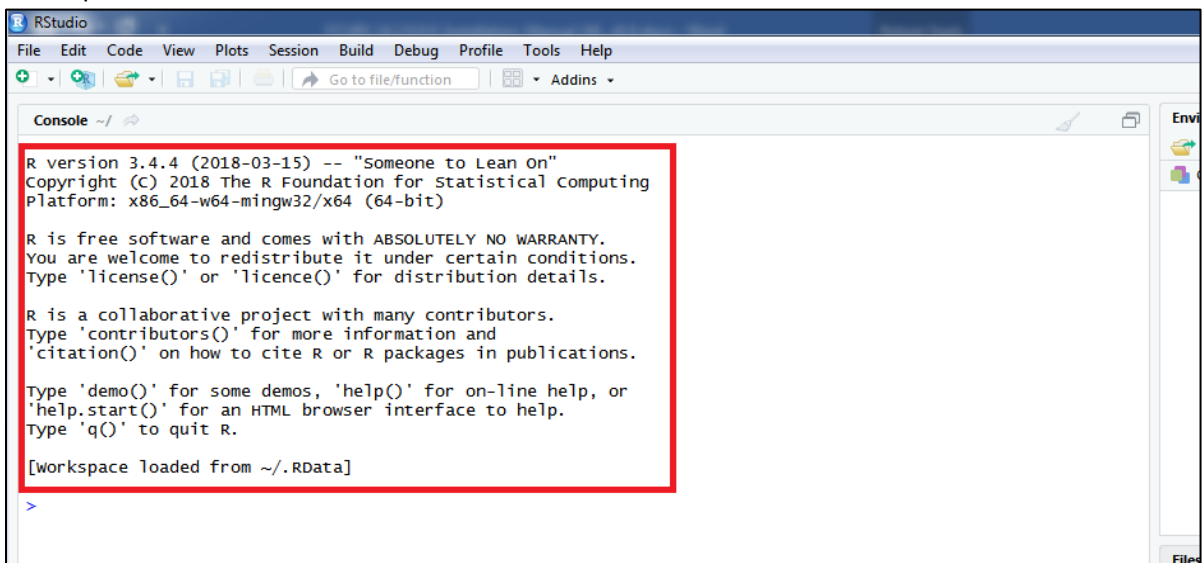 RStudio
File Edit Code View Plots Session Build Debug Profile Tools Help
Go to file/function Addins
Console ~/
Envi
R version 3.4.4 (2018-03-15) -- "Someone to Lean On"
Copyright (C) 2018 The R Foundation for Statistical Computing
Platform: x86_64-w64-mingw32/x64 (64-bit)
R is free software and comes with ABSOLUTELY NO WARRANTY.
You are welcome to redistribute it under certain conditions.
Type 'license()' or 'licence()' for distribution details.
R is a collaborative project with many contributors.
Type 'contributors()' for more information and
'citation()' on how to cite R or R packages in publications.
Type 'demo()' for some demos, 'help()' for on-line help, or
'help.start()' for an HTML browser interface to help.
Type 'q()' to quit R.
[Workspace loaded from ~/.RData]
>
Files